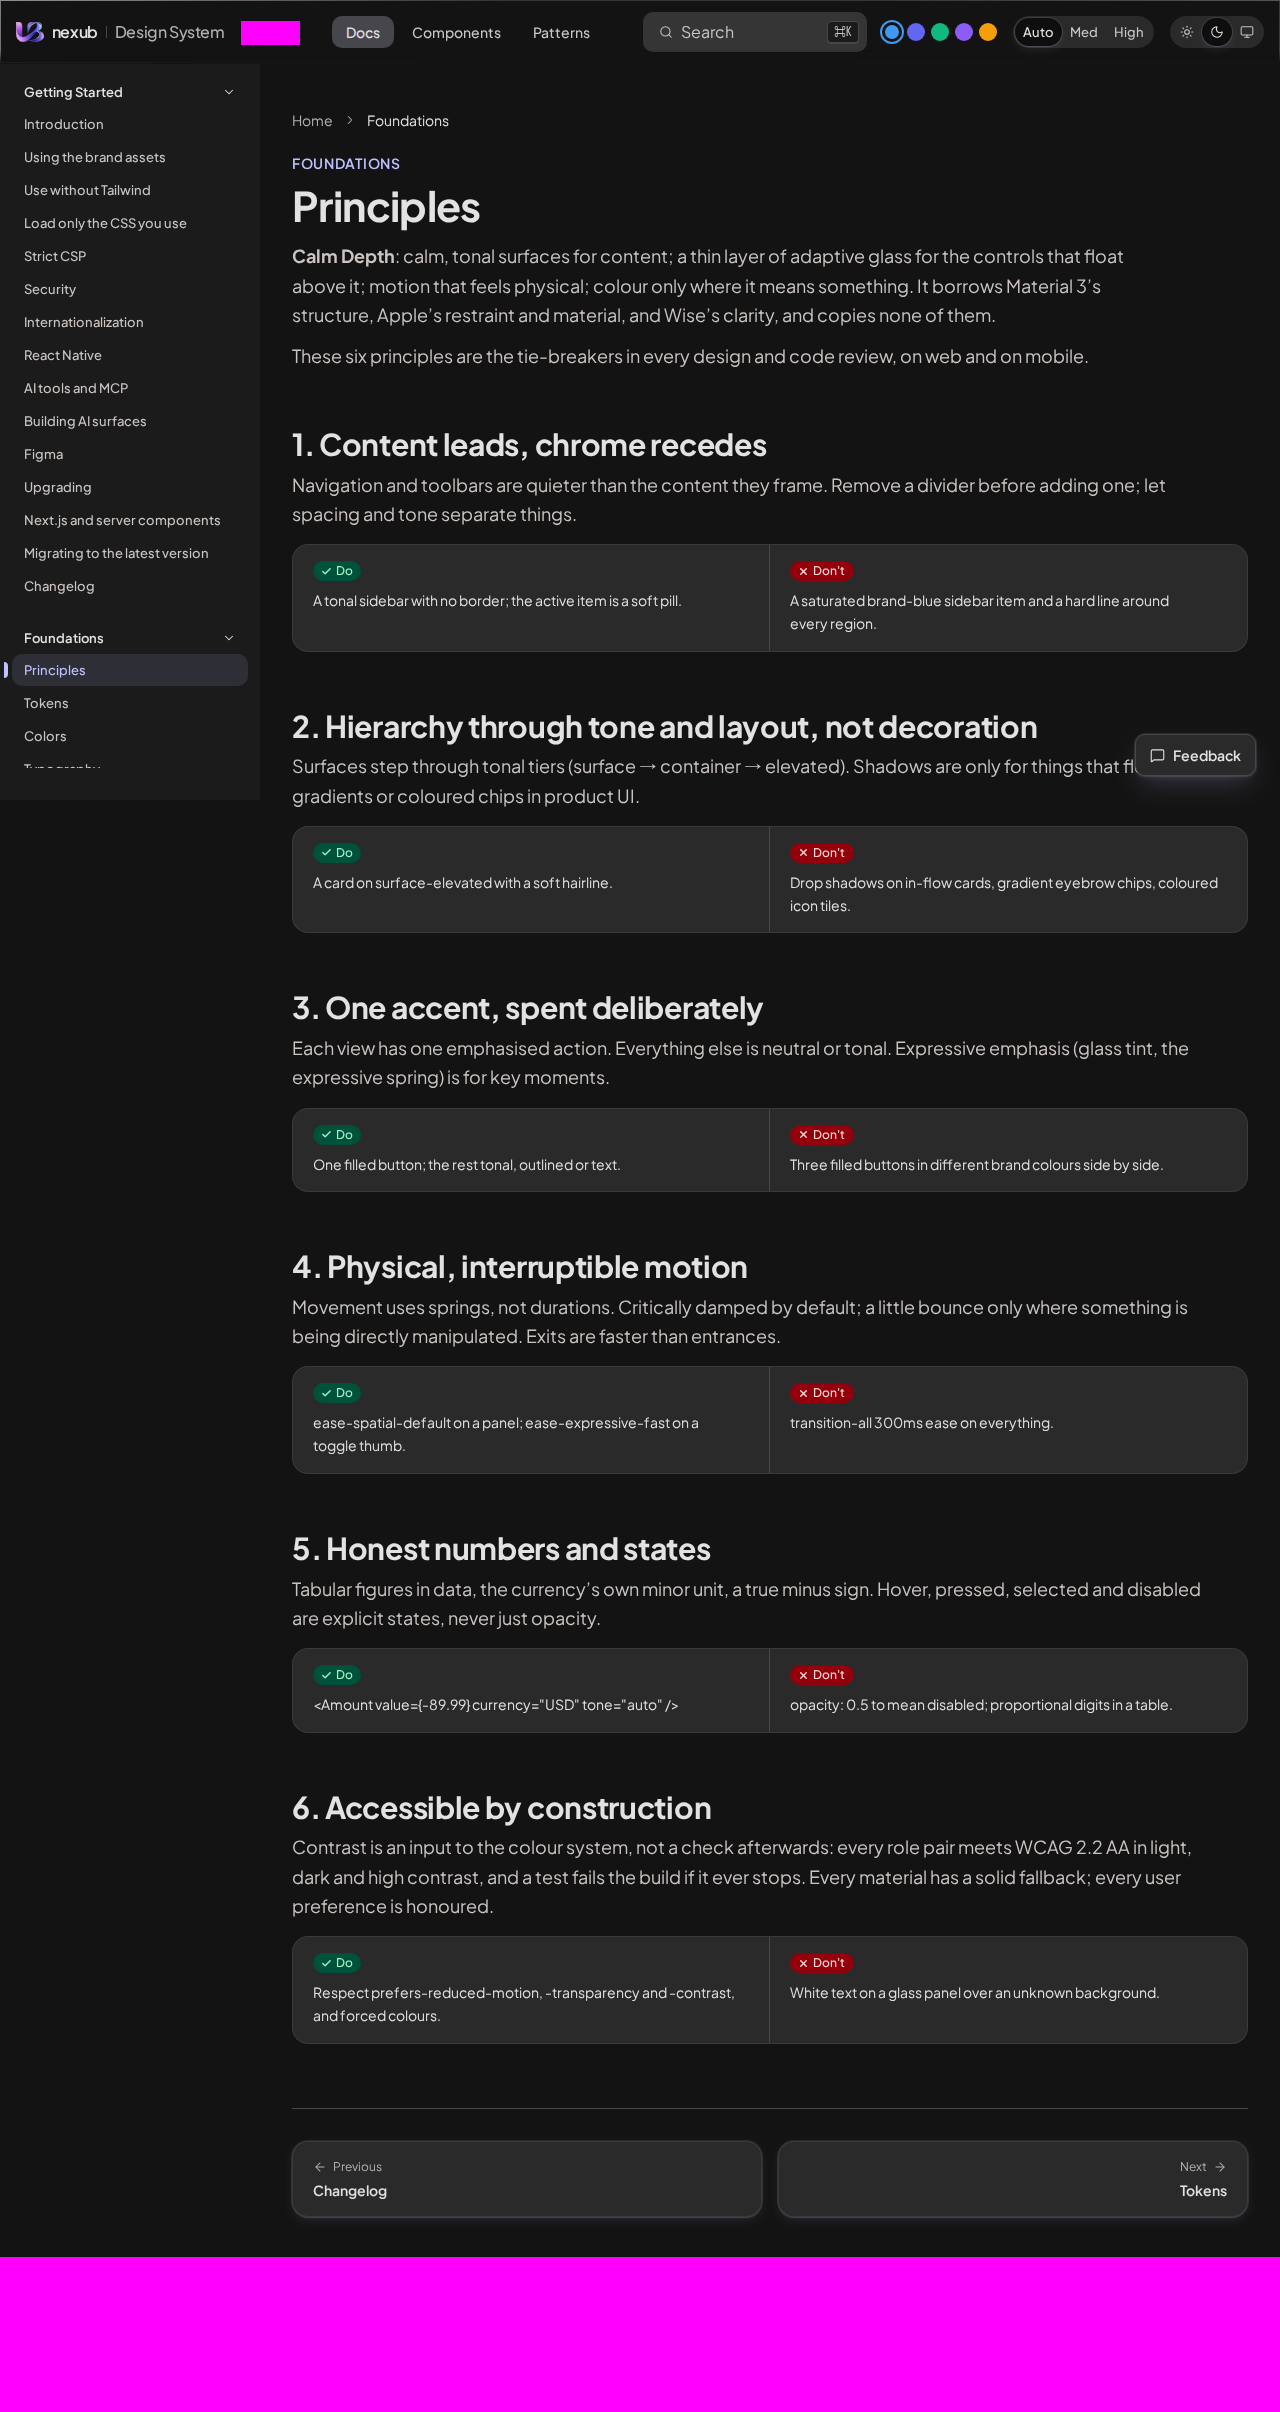 nexub Design System Docs Components Patterns Search ⌘K Auto Med High
Getting Started
Introduction
Using the brand assets
Use without Tailwind
Load only the CSS you use
Strict CSP
Security
Internationalization
React Native
AI tools and MCP
Building AI surfaces
Figma
Upgrading
Next.js and server components
Migrating to the latest version
Changelog
Foundations
Principles
Tokens
Colors
Typography
Home > Foundations
FOUNDATIONS
Principles
Calm Depth: calm, tonal surfaces for content; a thin layer of adaptive glass for the controls that float
above it; motion that feels physical; colour only where it means something. It borrows Material 3’s
structure, Apple’s restraint and material, and Wise’s clarity, and copies none of them.
These six principles are the tie-breakers in every design and code review, on web and on mobile.
1. Content leads, chrome recedes
Navigation and toolbars are quieter than the content they frame. Remove a divider before adding one; let
spacing and tone separate things.
Do
A tonal sidebar with no border; the active item is a soft pill.
Don't
A saturated brand-blue sidebar item and a hard line around
every region.
2. Hierarchy through tone and layout, not decoration
Surfaces step through tonal tiers (surface → container → elevated). Shadows are only for things that
gradients or coloured chips in product UI.
Feedback
Do
A card on surface-elevated with a soft hairline.
Don't
Drop shadows on in-flow cards, gradient eyebrow chips, coloured
icon tiles.
3. One accent, spent deliberately
Each view has one emphasised action. Everything else is neutral or tonal. Expressive emphasis (glass tint, the
expressive spring) is for key moments.
Do
One filled button; the rest tonal, outlined or text.
Don't
Three filled buttons in different brand colours side by side.
4. Physical, interruptible motion
Movement uses springs, not durations. Critically damped by default; a little bounce only where something is
being directly manipulated. Exits are faster than entrances.
Do
ease-spatial-default on a panel; ease-expressive-fast on a
toggle thumb.
Don't
transition-all 300ms ease on everything.
5. Honest numbers and states
Tabular figures in data, the currency’s own minor unit, a true minus sign. Hover, pressed, selected and disabled
are explicit states, never just opacity.
Do
<Amount value={-89.99} currency="USD" tone="auto" />
Don't
opacity: 0.5 to mean disabled; proportional digits in a table.
6. Accessible by construction
Contrast is an input to the colour system, not a check afterwards: every role pair meets WCAG 2.2 AA in light,
dark and high contrast, and a test fails the build if it ever stops. Every material has a solid fallback; every user
preference is honoured.
Do
Respect prefers-reduced-motion, -transparency and -contrast,
and forced colours.
Don't
White text on a glass panel over an unknown background.
Previous
Changelog
Next
Tokens